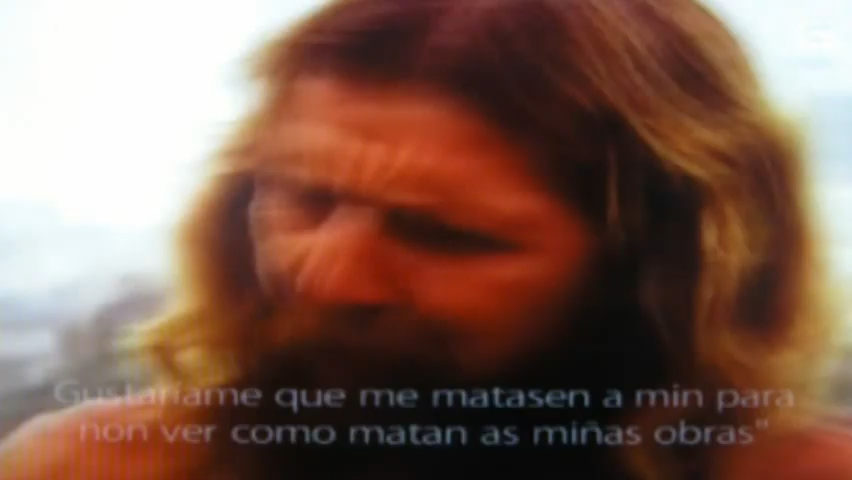 Gustaríame que me matasen a min para
non ver como matan as miñas obras"